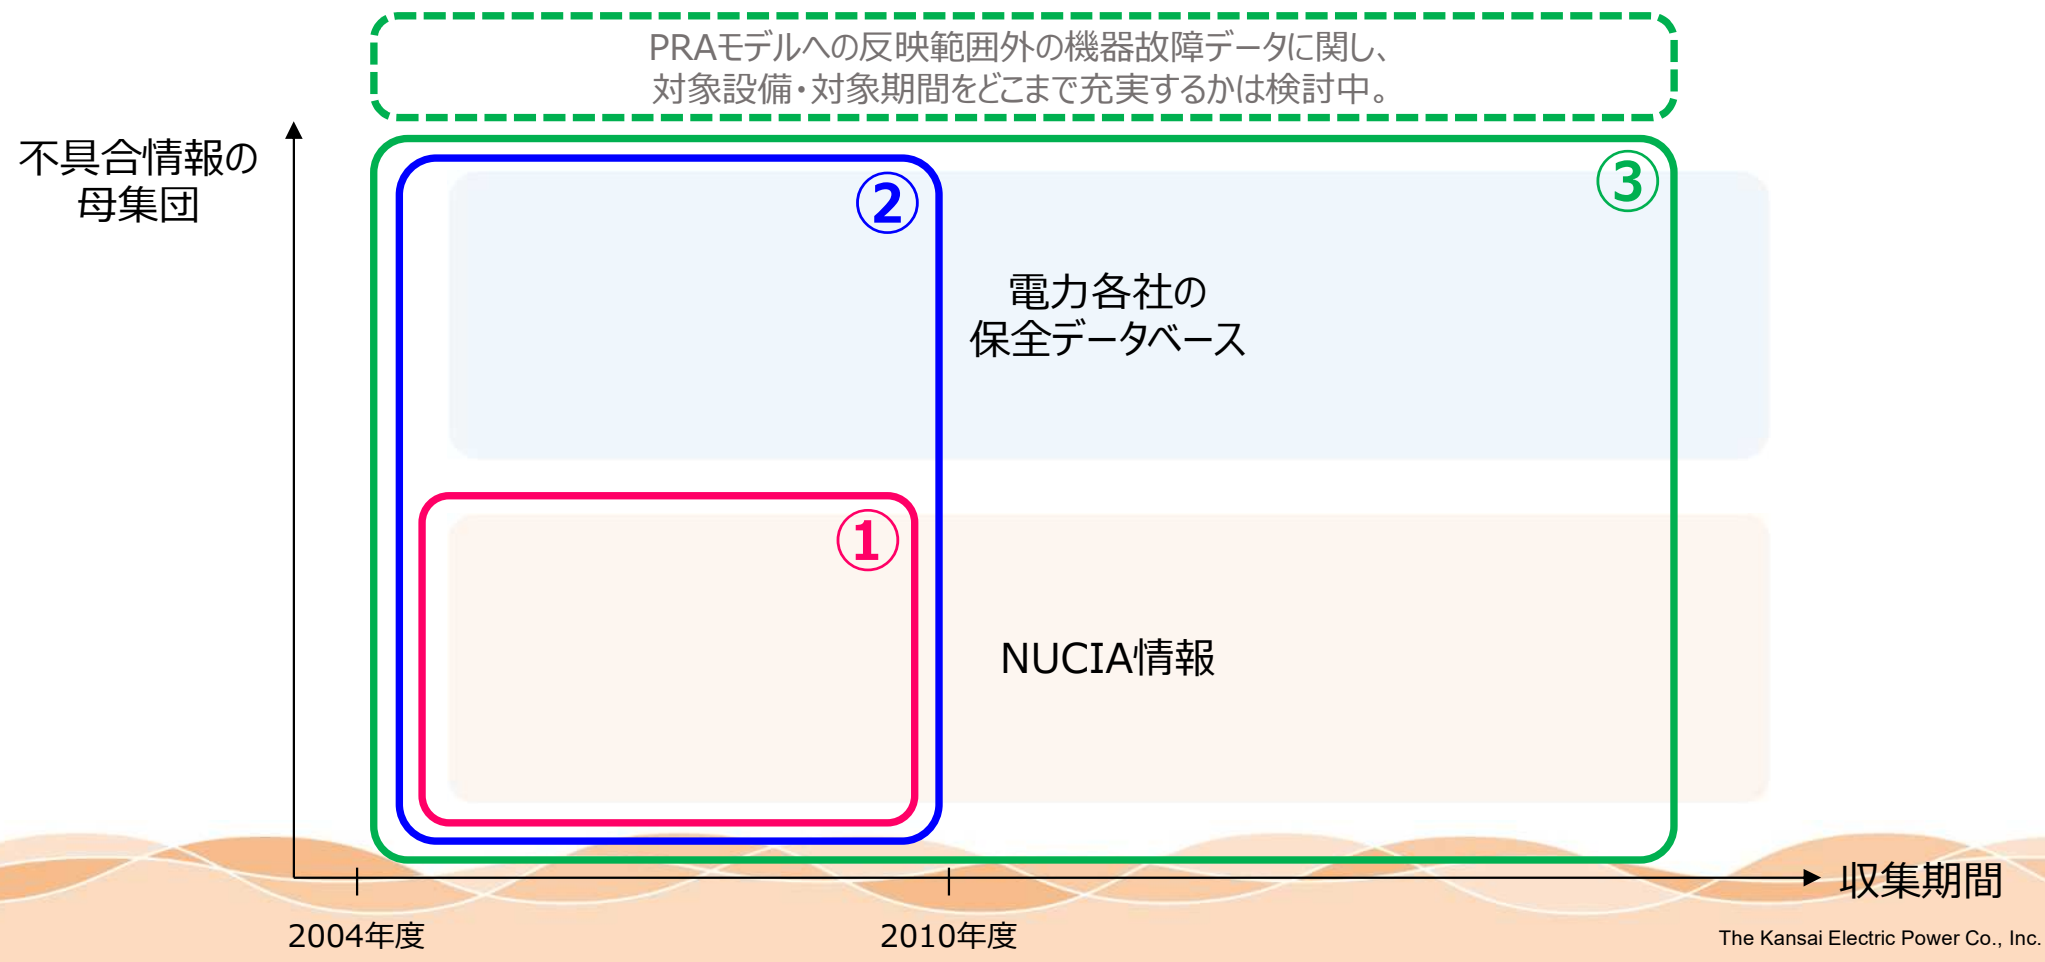 PRAモデルへの反映範囲外の機器故障データに関し、
対象設備・対象期間をどこまで充実するかは検討中。
不具合情報の
母集団
②
③
電力各社の
保全データベース
①
NUCIA情報
収集期間
2004年度
2010年度
The Kansai Electric Power Co., Inc.